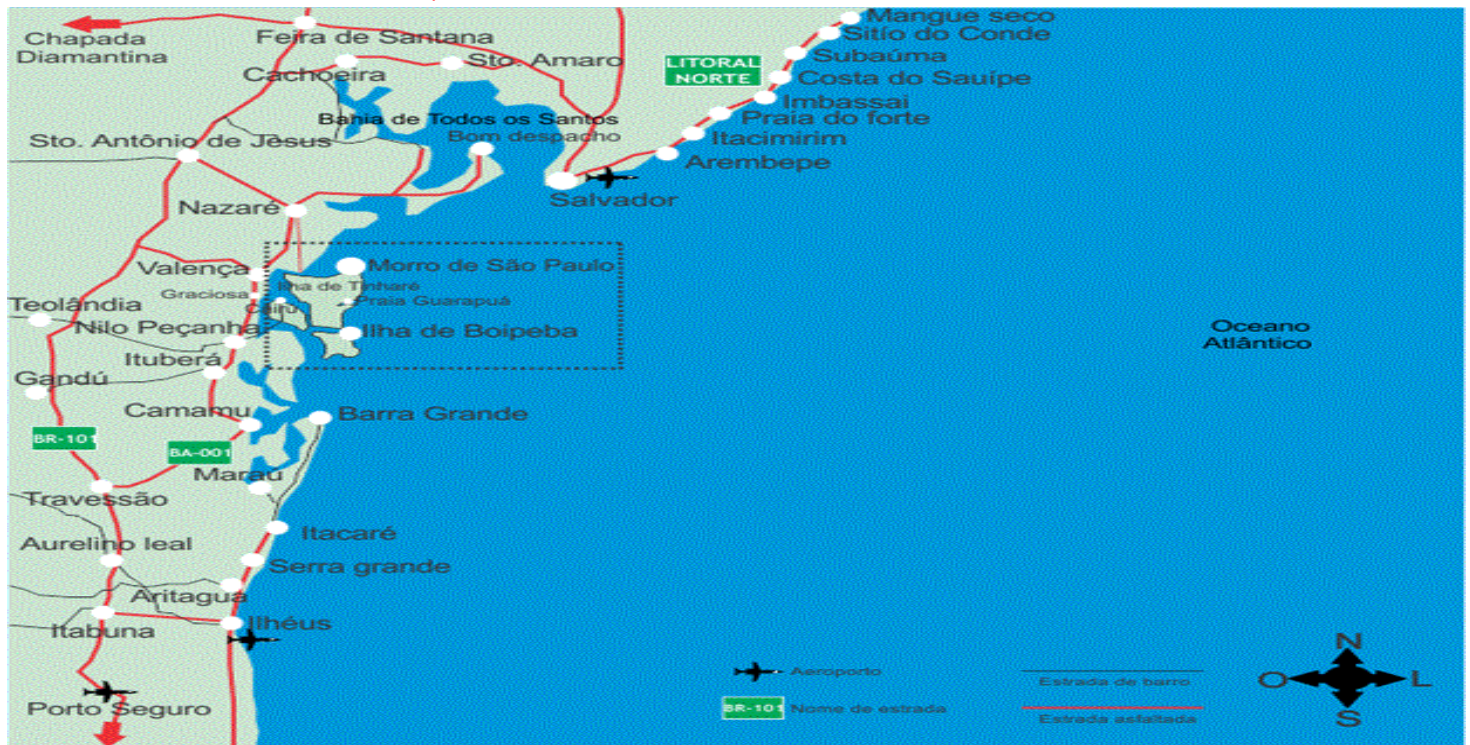 Mangue seco
Chapada
Diamantina
Feira de Santana
Sitío do Conde
Subaúma
Cachoeira
Sto. Amaro
LITORAL
NORTE
Costa do Sauípe
Imbassai
Bahia de Todos os Santos
Praia do forte
Sto. Antônio de Jèsus
Bom despacho
Itacimirim
Arembepe
Salvador
Nazaré
Valença
Morro de São Paulo
Ilha de Tinharé
Graciosa
Praia Guarapuá
Teolândia
Cairu
Nilo Peçanha
Ilha de Boipeba
Oceano
Atlântico
Ituberá
Gandú
Camamu
Barra Grande
BR-101
BA-001
Marau
Travessão
Itacaré
Aurelino leal
Serra grande
Aritagua
Ilhéus
Itabuna
N
Aeroporto
Estrada de barro
O
L
Porto Seguro
BR-101
Nome de estrada
Estrada asfaltada
S